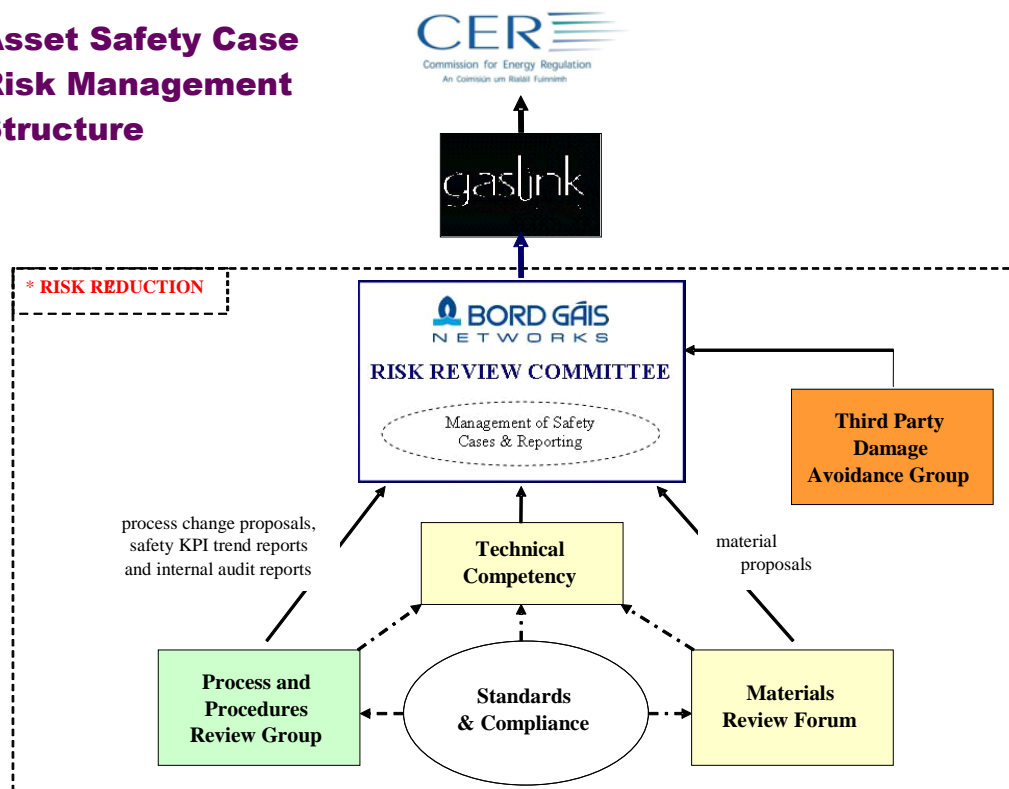 Asset Safety Case
Risk Management
Structure
CER
Commission for Energy Regulation
An Coimisiún um Rialáil Fuinnimh
gaslink
* RISK REDUCTION
BORD GÁIS
NETWORKS
RISK REVIEW COMMITTEE
Management of Safety
Cases & Reporting
Third Party
Damage
Avoidance Group
process change proposals,
safety KPI trend reports
and internal audit reports
Technical
Competency
material
proposals
Process and
Procedures
Review Group
Standards
& Compliance
Materials
Review Forum